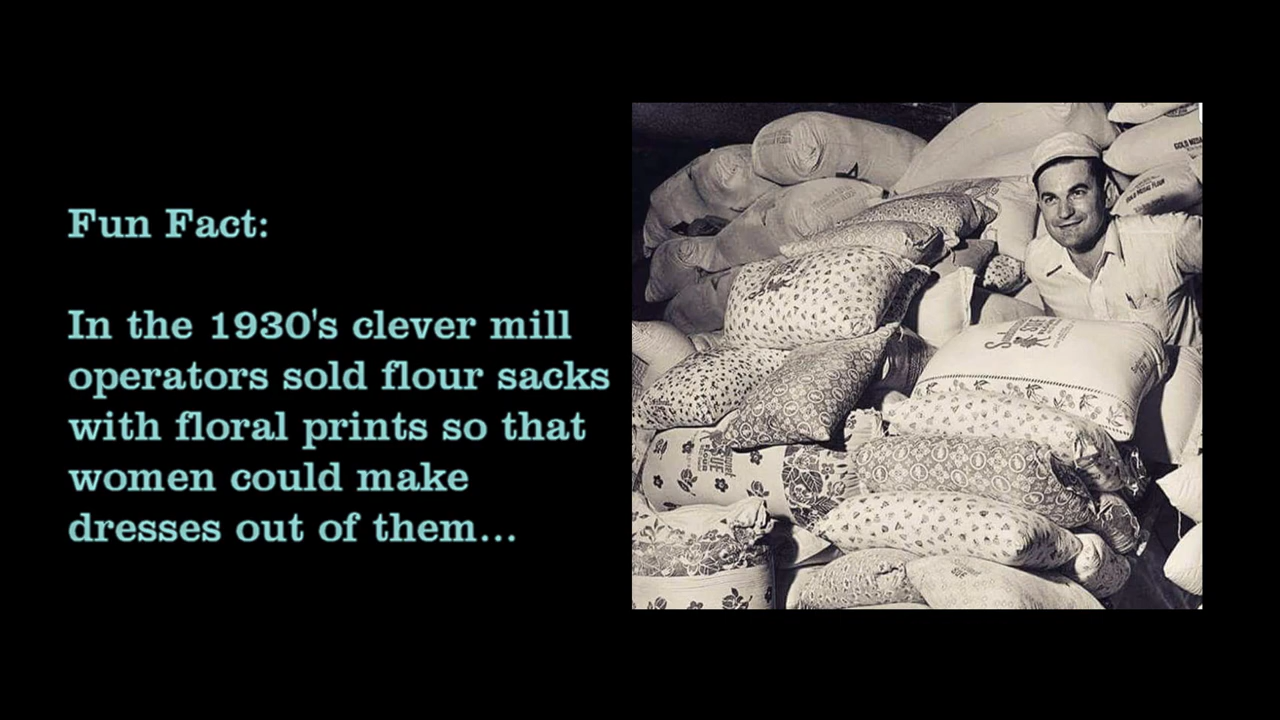 Fun Fact:
In the 1930's clever mill
operators sold flour sacks
with floral prints so that
women could make
dresses out of them...